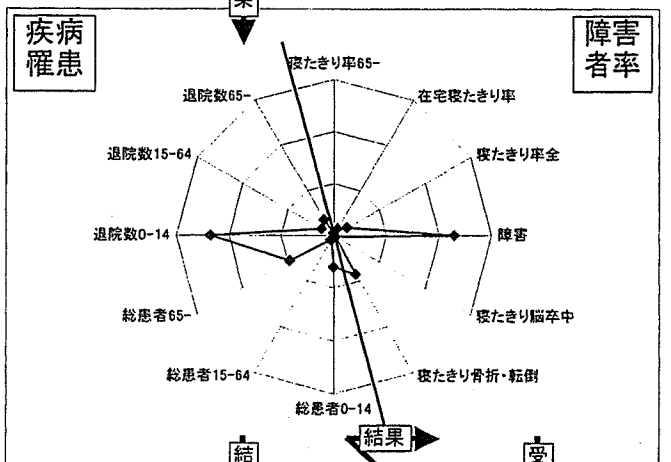 疾病
罹患
障害
者率
寝たきり率65-
退院数65-
在宅寝たきり率
退院数15-64
寝たきり率全
退院数0-14
障害
総患者65-
寝たきり脳卒中
総患者15-64
寝たきり骨折・転倒
総患者0-14
結果
結
受